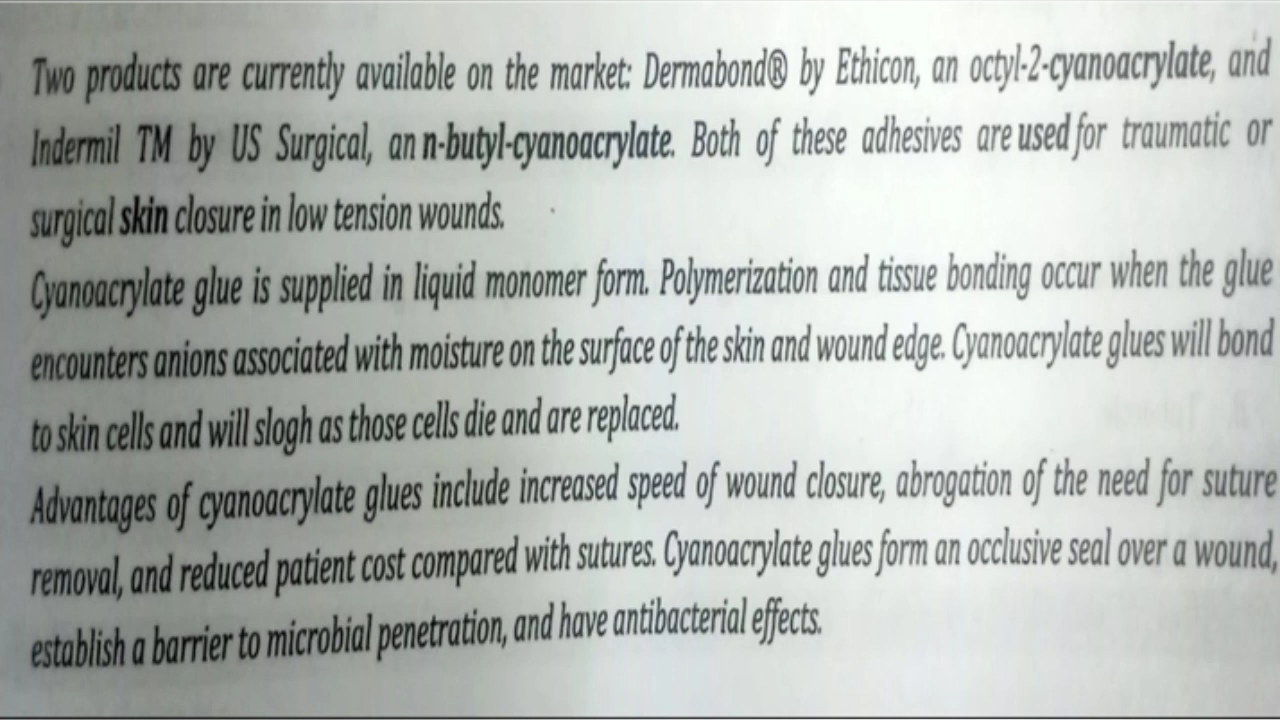 Two products are currently available on the market: Dermabond® by Ethicon, an octyl-2-cyanoacrylate, and
Indermil TM by US Surgical, an n-butyl-cyanoacrylate. Both of these adhesives are used for traumatic or
surgical skin closure in low tension wounds.
Cyanoacrylate glue is supplied in liquid monomer form. Polymerization and tissue bonding occur when the glue
encounters anions associated with moisture on the surface of the skin and wound edge. Cyanoacrylate glues will bond
to skin cells and will slogh as those cells die and are replaced.
Advantages of cyanoacrylate glues include increased speed of wound closure, abrogation of the need for suture
removal, and reduced patient cost compared with sutures. Cyanoacrylate glues form an occlusive seal over a wound,
establish a barrier to microbial penetration, and have antibacterial effects.